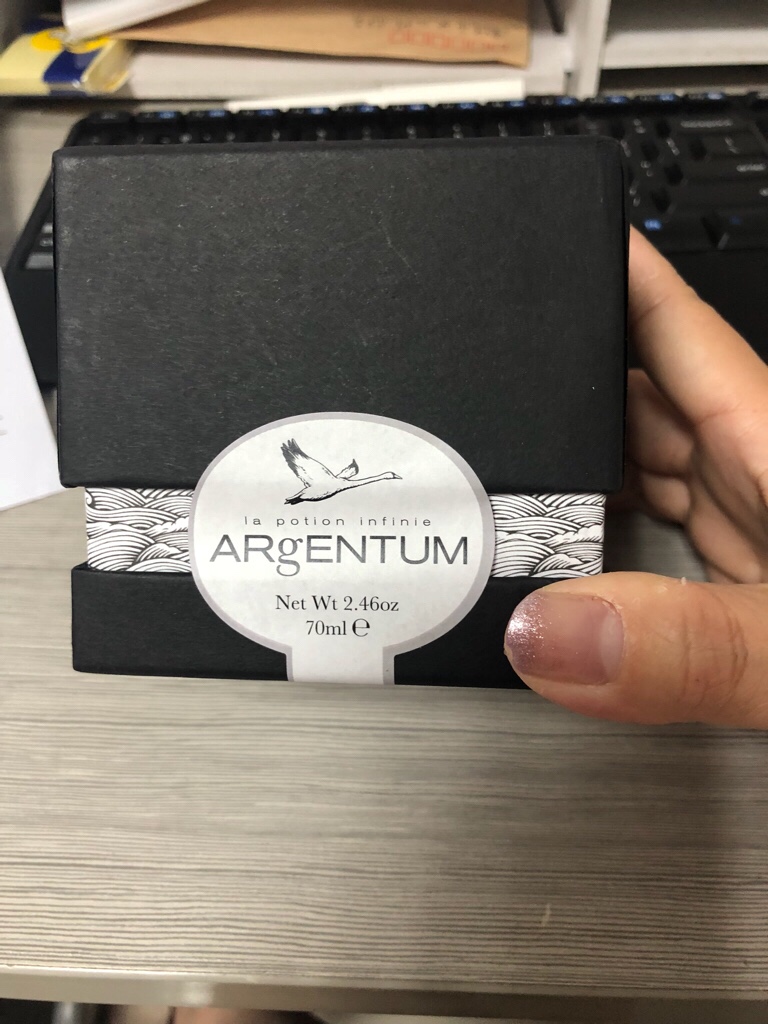 la potion infinie
ARgENTUM
Net Wt 2.46oz
70ml ℮